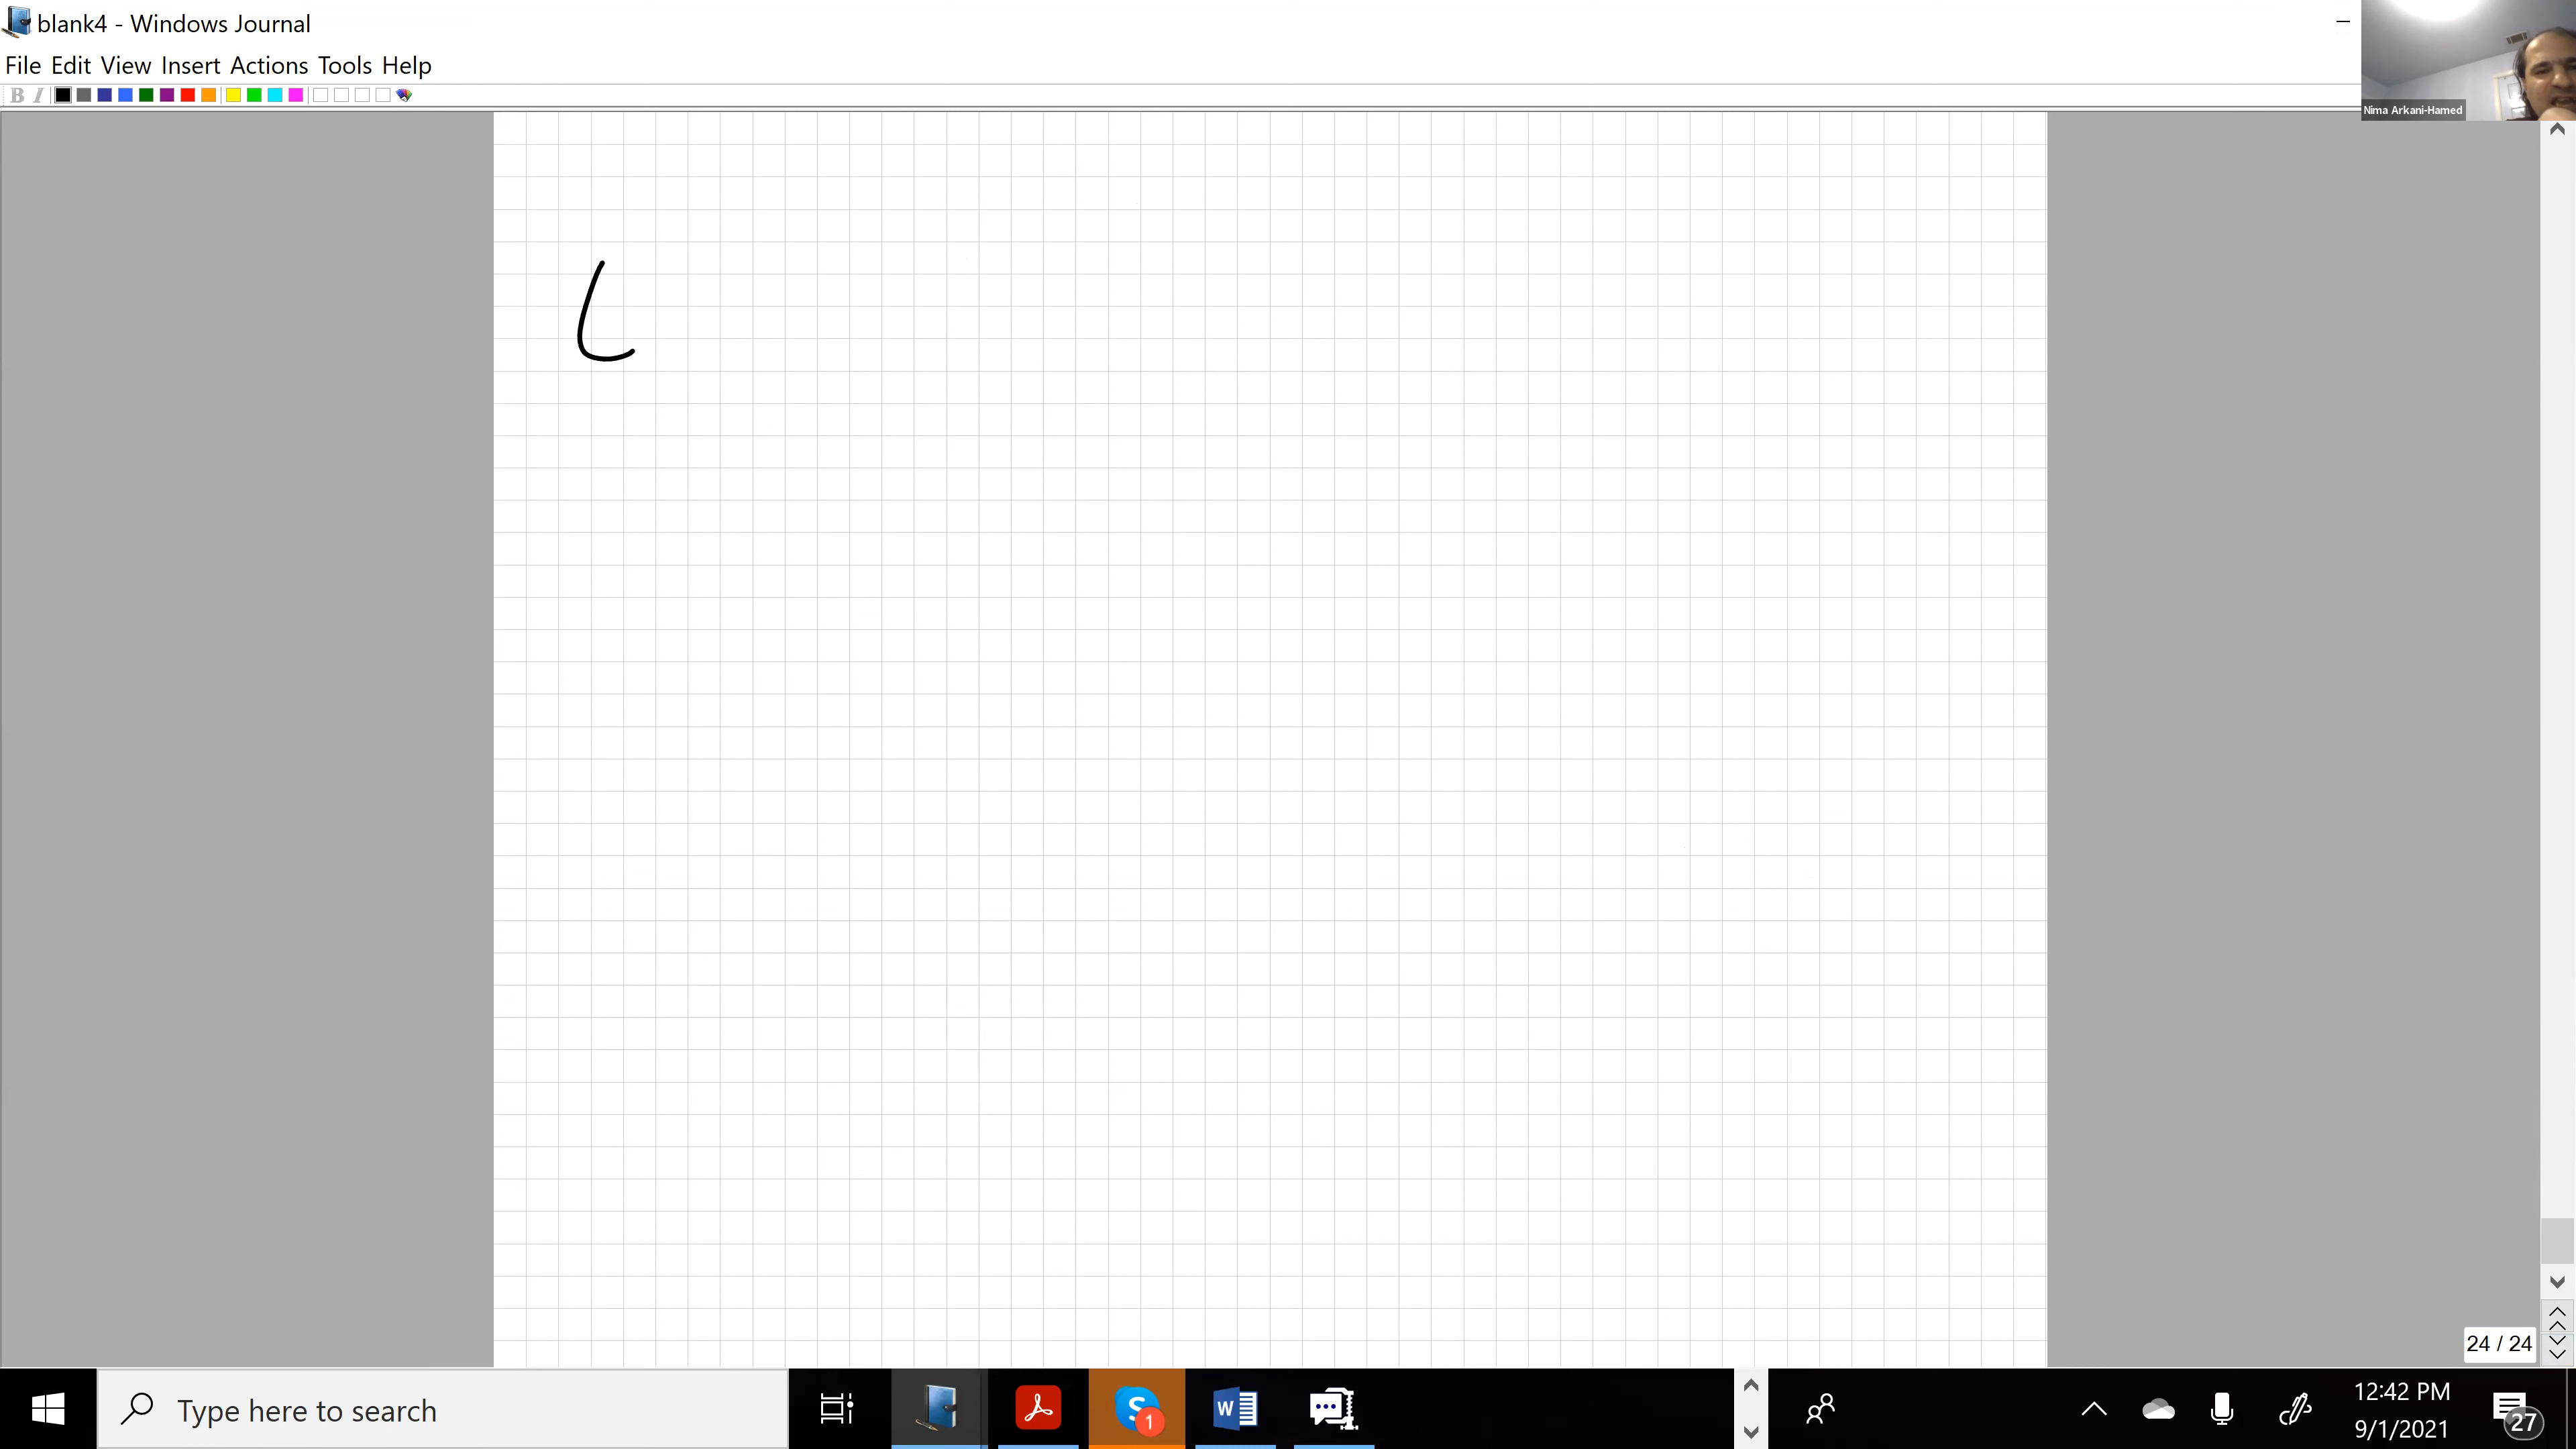 blank4 - Windows Journal
File Edit View Insert Actions Tools Help
B I
Nima Arkani-Hamed
L
24 / 24
Type here to search
S
1
W
12:42 PM
9/1/2021
27